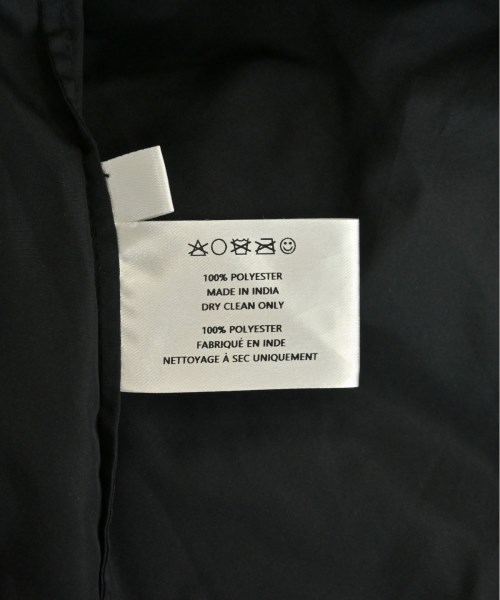 100% POLYESTER
MADE IN INDIA
DRY CLEAN ONLY
100% POLYESTER
FABRIQUÉ EN INDE
NETTOYAGE À SEC UNIQUEMENT